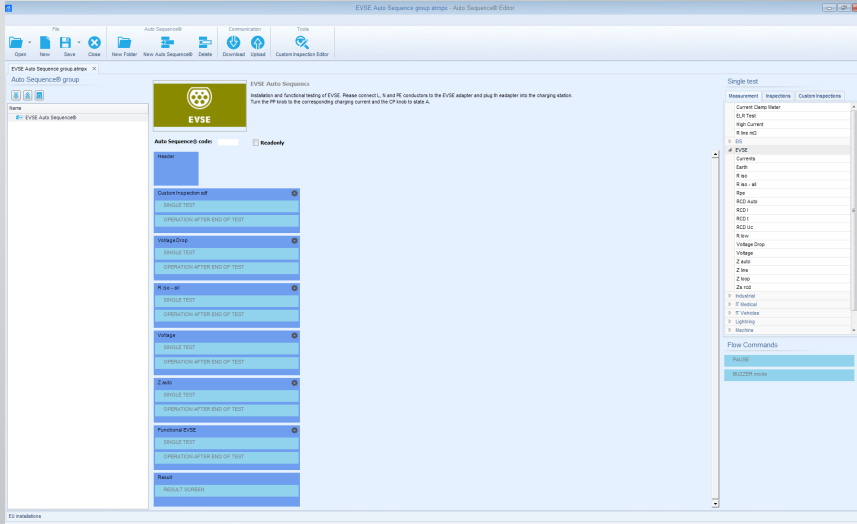 EVSE Auto Sequence group.atmpx - Auto Sequence® Editor
File
Auto Sequence®
Communication
Tools
Open
New
Save
Close
New Folder
New Auto Sequence®
Delete
Download
Upload
Custom Inspection Editor
EVSE Auto Sequence group.atmpx
Auto Sequence® group
Name
EVSE Auto Sequence®
EVSE
EVSE Auto Sequence
Installation and functional testing of EVSE. Please connect L, N and PE conductors to the EVSE adapter and plug th eadapter into the charging station.
Turn the PP knob to the corresponding charging current and the CP knob to state A.
Auto Sequence® code:
Readonly
Header
Custom Inspection sdf
SINGLE TEST
OPERATION AFTER END OF TEST
Voltage Drop
SINGLE TEST
OPERATION AFTER END OF TEST
R iso - all
SINGLE TEST
OPERATION AFTER END OF TEST
Voltage
SINGLE TEST
OPERATION AFTER END OF TEST
Z auto
SINGLE TEST
OPERATION AFTER END OF TEST
Functional EVSE
SINGLE TEST
OPERATION AFTER END OF TEST
Result
RESULT SCREEN
Single test
Measurement
Inspections
Custom Inspections
Current Clamp Meter
ELR Test
High Current
R line mΩ
EIS
EVSE
Currents
Earth
R iso
R iso - all
Rpe
RCD Auto
RCD I
RCD t
RCD Uc
R low
Voltage Drop
Voltage
Z auto
Z line
Z loop
Zs rcd
Industrial
IT Medical
IT Vehicles
Lightning
Machine
Flow Commands
PAUSE
BUZZER mode
EU installations